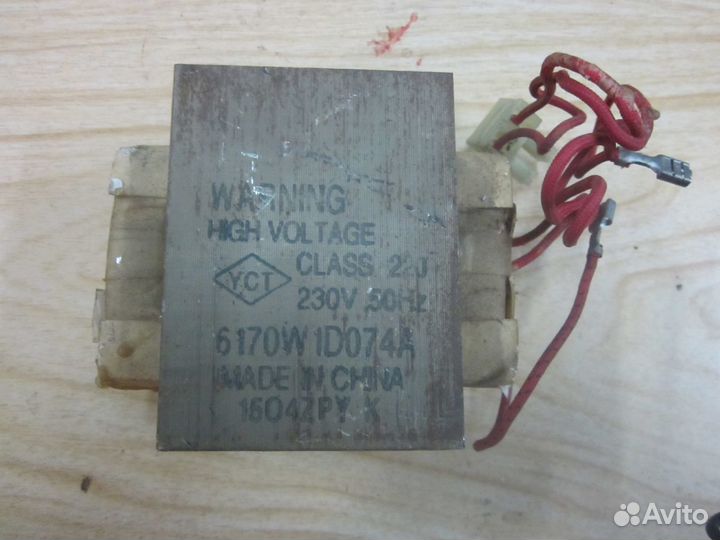 WARNING
HIGH VOLTAGE
CLASS 220
YCT
230V 50Hz
6170W1D074A
MADE IN CHINA
16042PY X
Avito